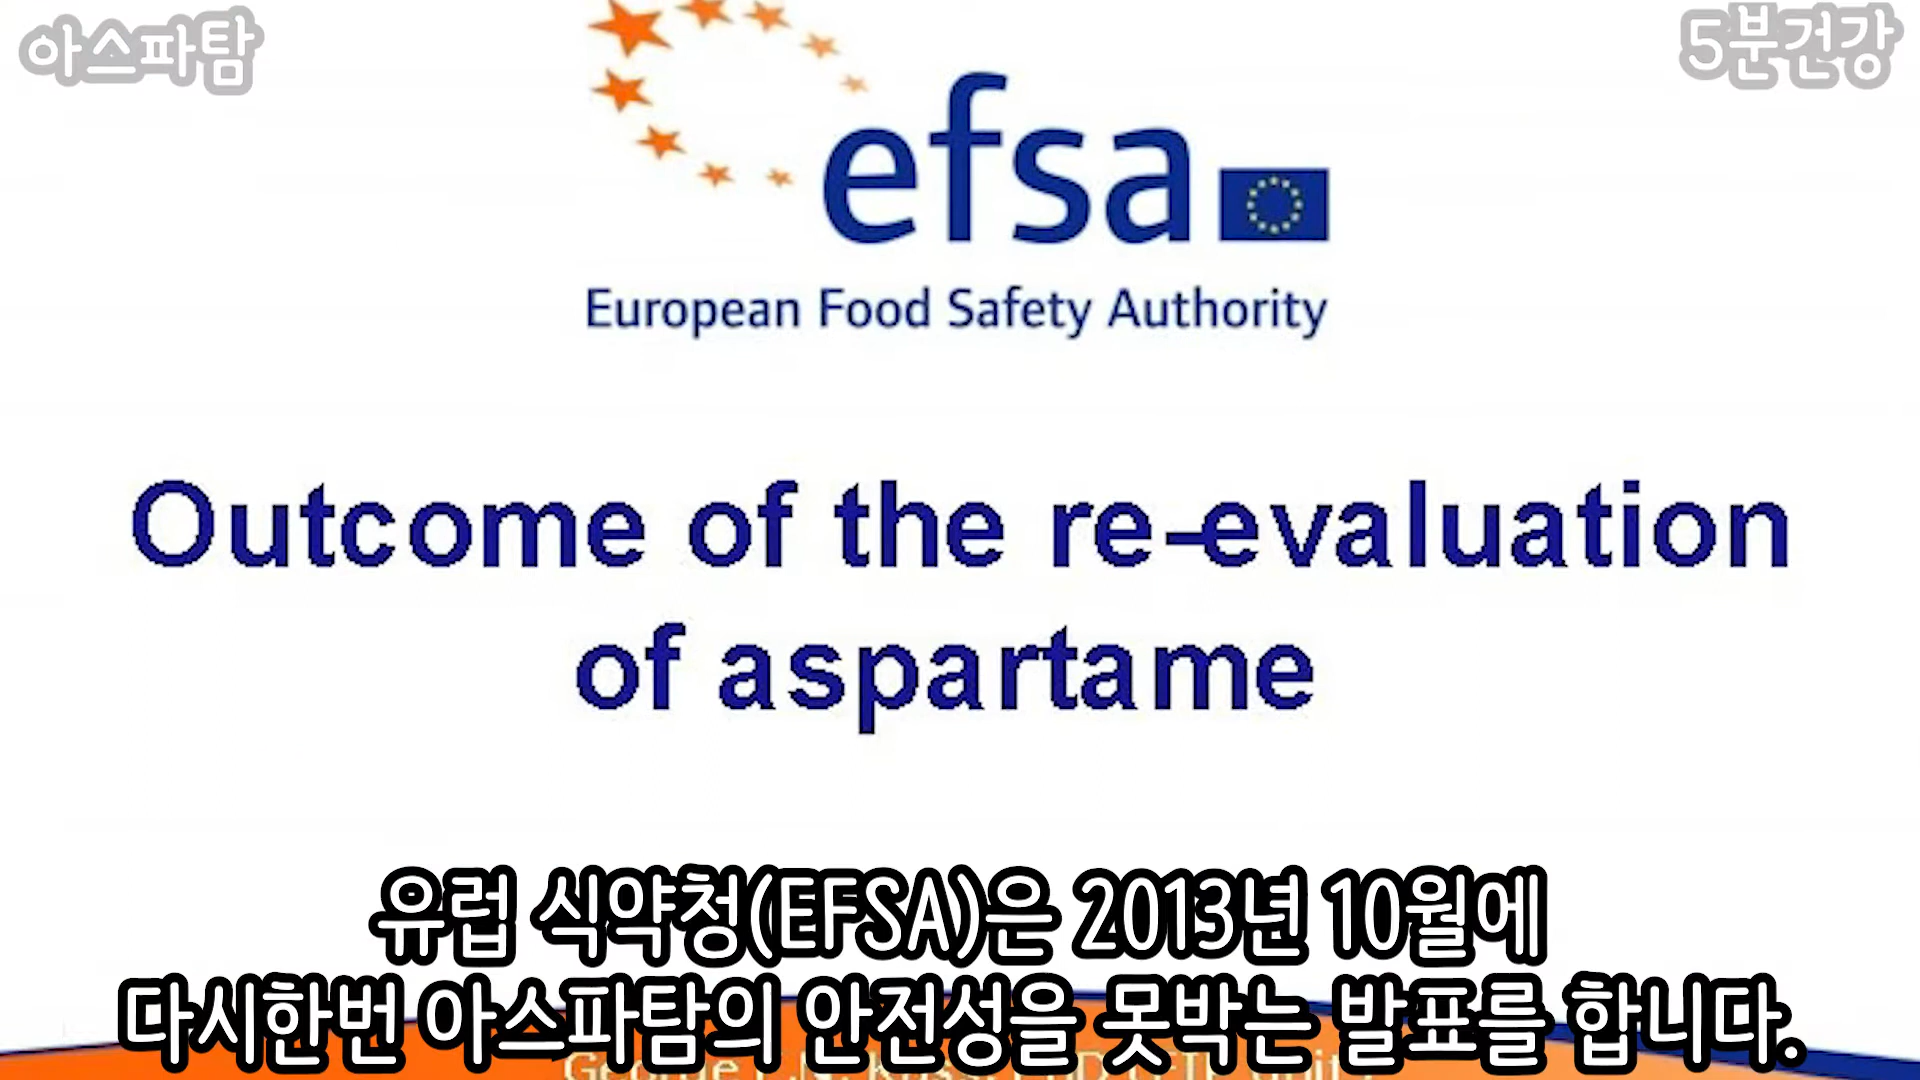 아스파탐
5분건강
efsa
European Food Safety Authority
Outcome of the re-evaluation
of aspartame
유럽 식약청(EFSA)은 2013년 10월에
다시한번 아스파탐의 안전성을 못박는 발표를 합니다.
George